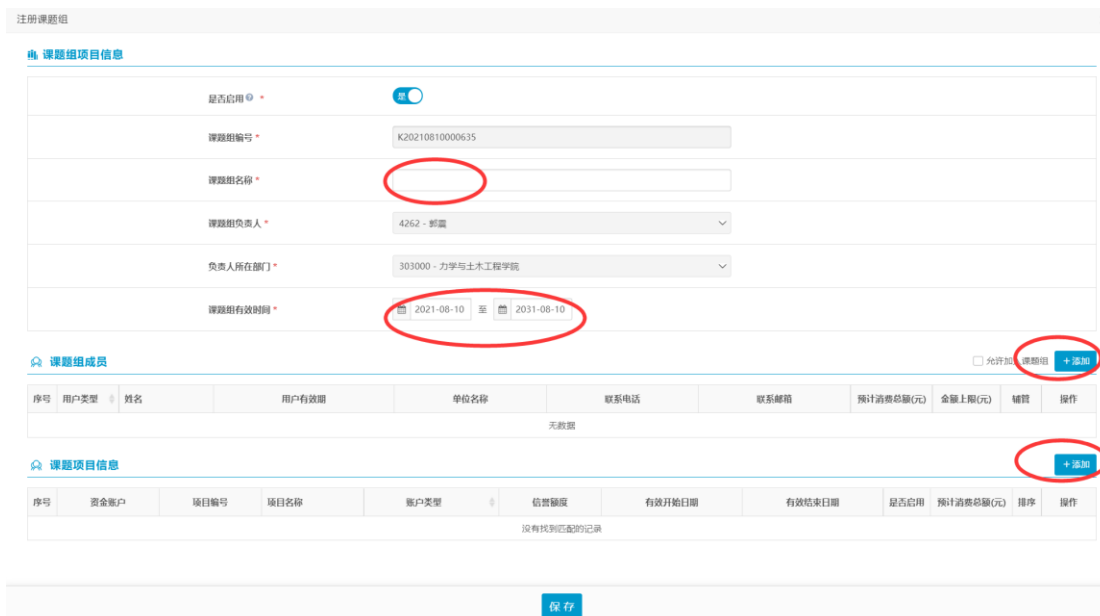 注册课题组
课题组项目信息
是否启用 *
是
课题组编号 *
K20210810000635
课题组名称 *
课题组负责人 *
4262 - 郭震
负责人所在部门 *
303000 - 力学与土木工程学院
课题组有效时间 *
2021-08-10 至 2031-08-10
课题组成员
允许加 课题组 +添加
序号 用户类型 姓名 用户有效期 单位名称 联系电话 联系邮箱 预计消费总额(元) 金额上限(元) 辅管 操作
无数据
课题项目信息
+添加
序号 资金账户 项目编号 项目名称 账户类型 信誉额度 有效开始日期 有效结束日期 是否启用 预计消费总额(元) 排序 操作
没有找到匹配的记录
保 存